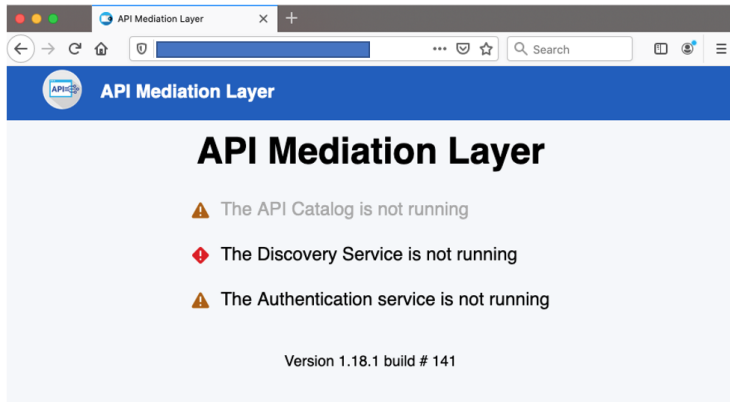 API Mediation Layer
Search
API
API Mediation Layer
API Mediation Layer
The API Catalog is not running
The Discovery Service is not running
The Authentication service is not running
Version 1.18.1 build # 141